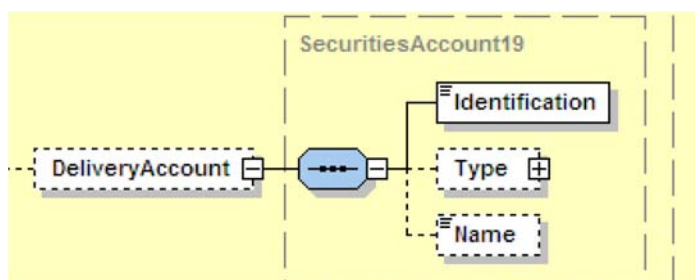 SecuritiesAccount19
Identification
DeliveryAccount
Type
Name